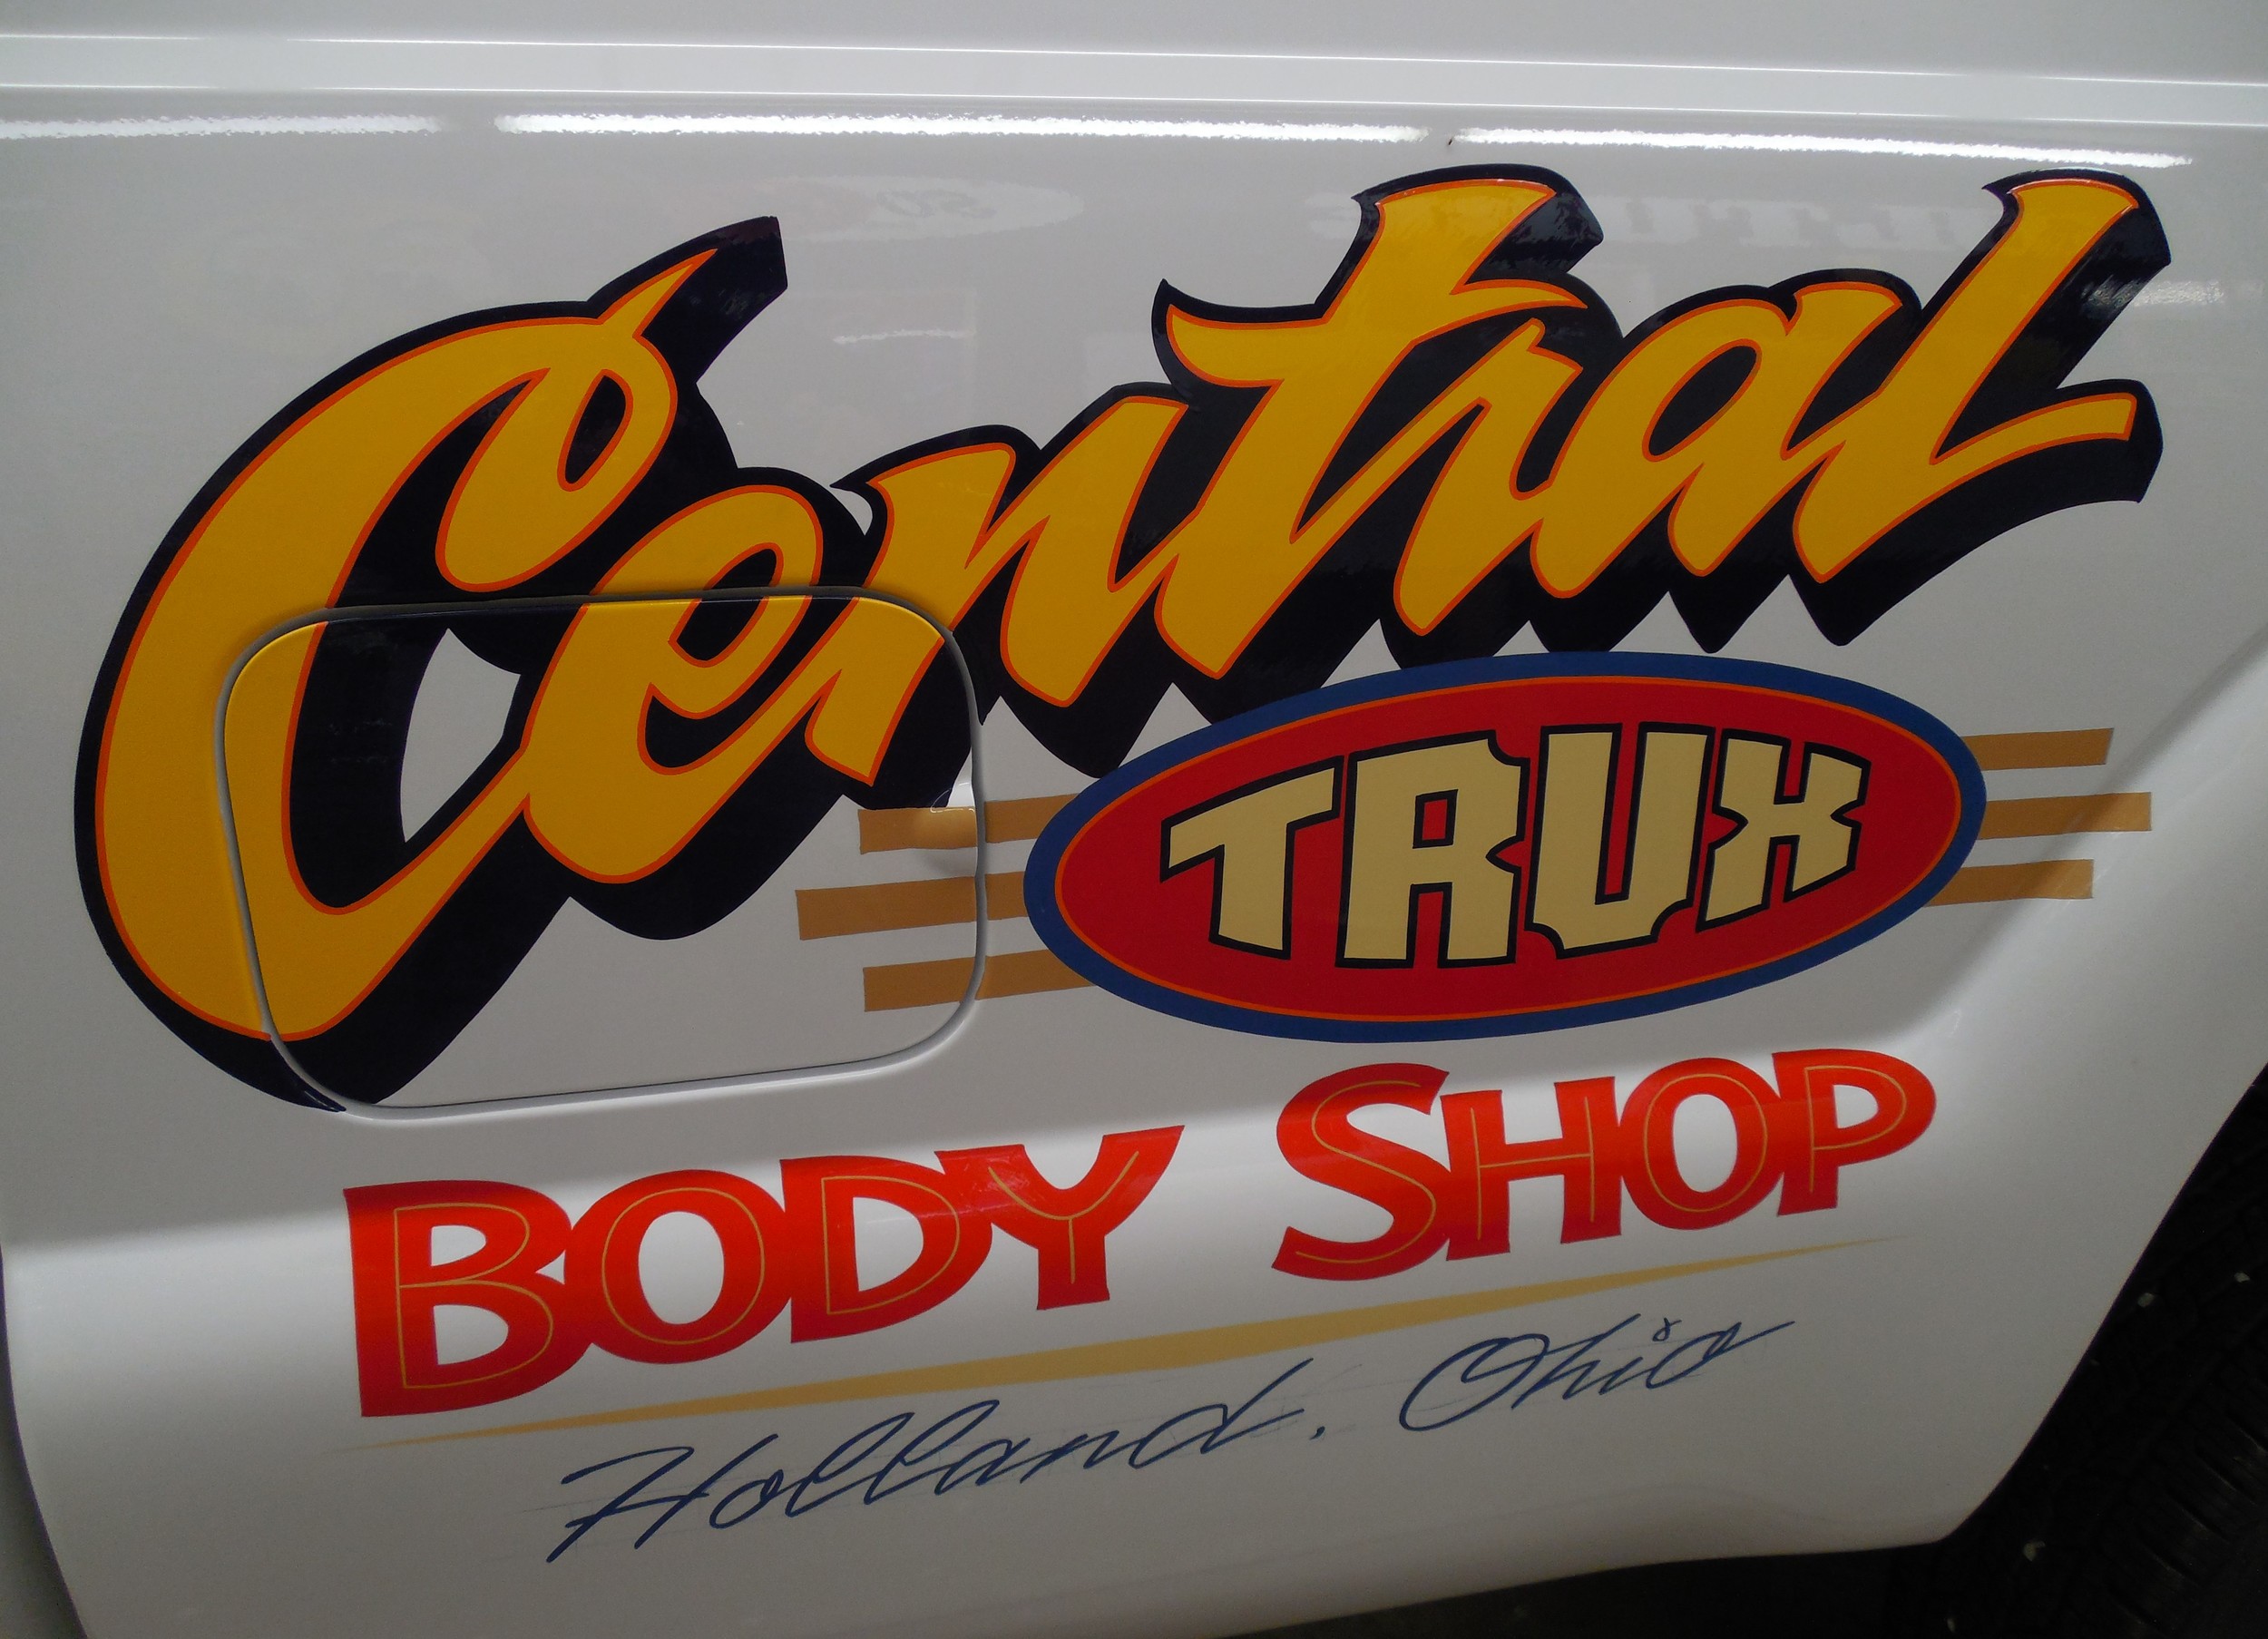 Central
TRUX
BODY SHOP
Holland, Ohio